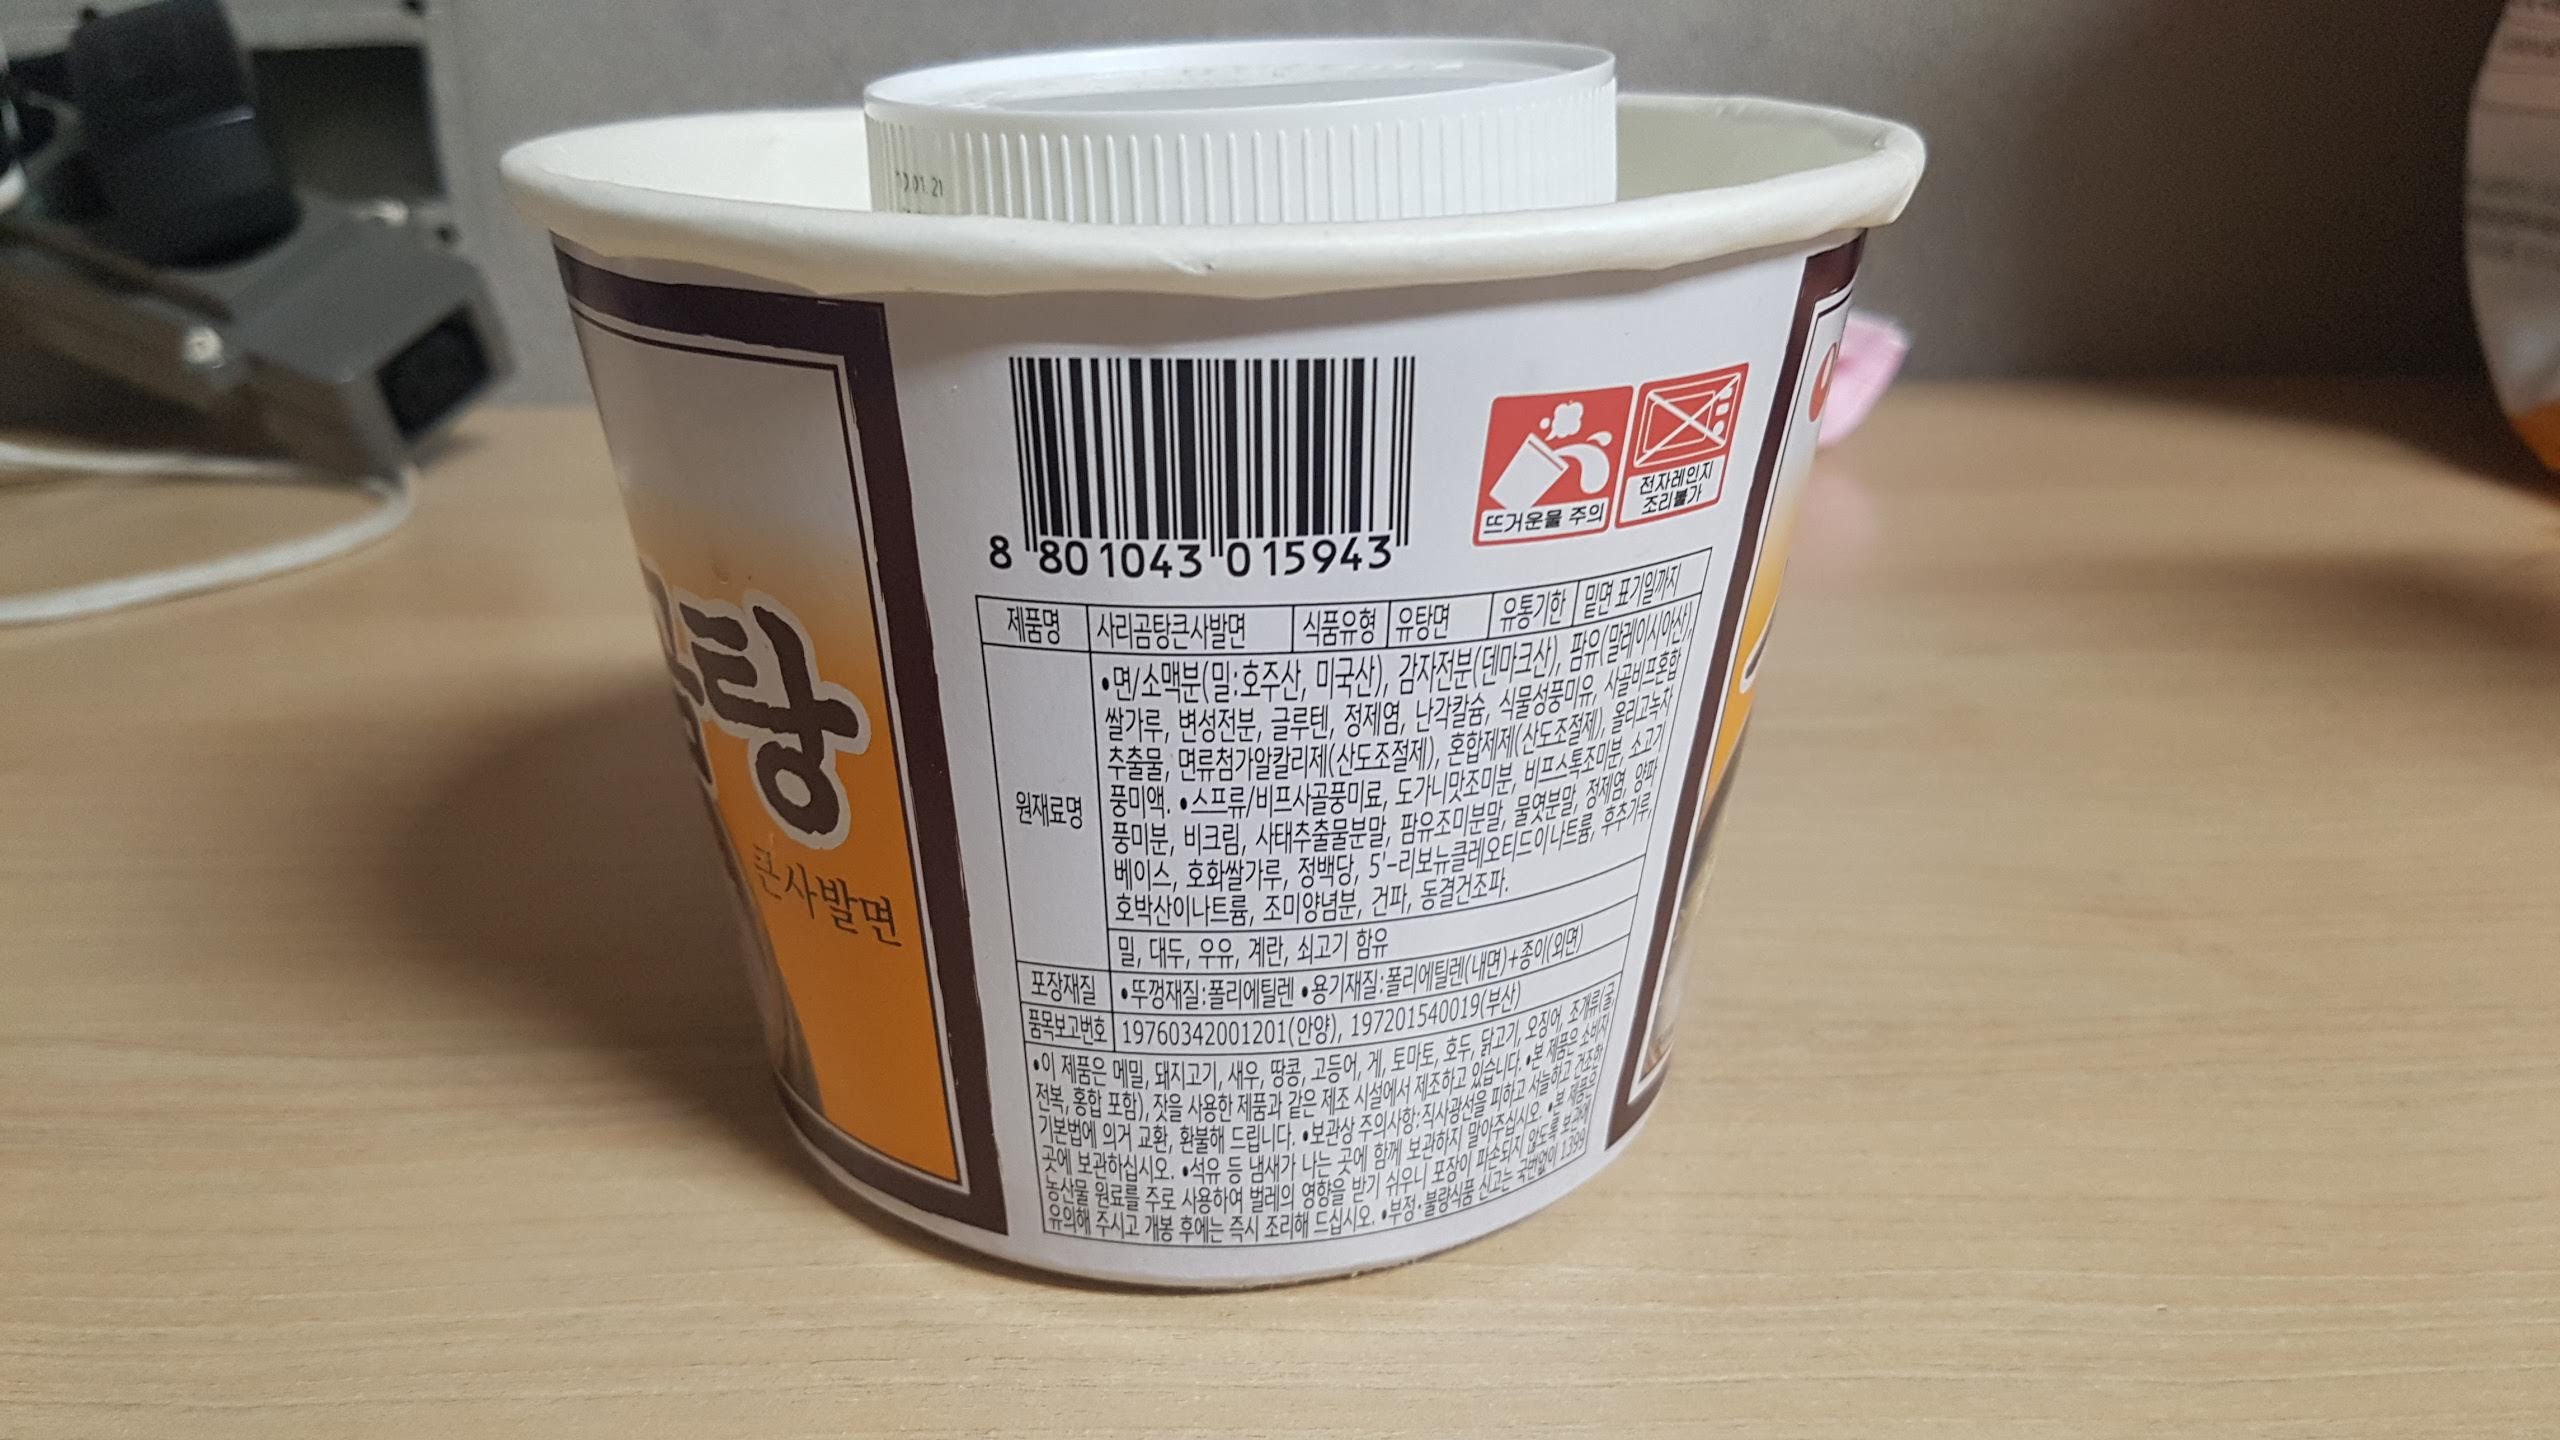 01.21
8 801043 015943
뜨거운물 주의
전자레인지
조리불가
탕
큰사발면
제품명 사리곰탕큰사발면 식품유형 유탕면 유통기한 밑면 표기일까지
원재료명
•면/소맥분(밀:호주산, 미국산), 감자전분(덴마크산), 팜유(말레이시아산),
쌀가루, 변성전분, 글루텐, 정제염, 난각칼슘, 식물성풍미유, 사골비프혼합
추출물, 면류첨가알칼리제(산도조절제), 혼합제제(산도조절제), 올리고녹차
풍미액. •스프류/비프사골풍미료, 도가니맛조미분, 비프스톡조미분, 소고기
풍미분, 비크림, 사태추출물분말, 팜유조미분말, 물엿분말, 정제염, 양파
베이스, 호화쌀가루, 정백당, 5'-리보뉴클레오티드이나트륨, 후추가루,
호박산이나트륨, 조미양념분, 건파, 동결건조파.
밀, 대두, 우유, 계란, 쇠고기 함유
포장재질 •뚜껑재질:폴리에틸렌 •용기재질:폴리에틸렌(내면)+종이(외면)
품목보고번호 19760342001201(안양), 197201540019(부산)
•이 제품은 메밀, 돼지고기, 새우, 땅콩, 고등어, 게, 토마토, 호두, 닭고기, 오징어, 조개류(굴,
전복, 홍합 포함), 잣을 사용한 제품과 같은 제조 시설에서 제조하고 있습니다. •본 제품은 소비자
기본법에 의거 교환, 환불해 드립니다. •보관상 주의사항:직사광선을 피하고 서늘하고 건조한
곳에 보관하십시오. •석유 등 냄새가 나는 곳에 함께 보관하지 말아주십시오. •본 제품은
농산물 원료를 주로 사용하여 벌레의 영향을 받기 쉬우니 포장이 파손되지 않도록 보관에
유의해 주시고 개봉 후에는 즉시 조리해 드십시오. •부정·불량식품 신고는 국번없이 1399